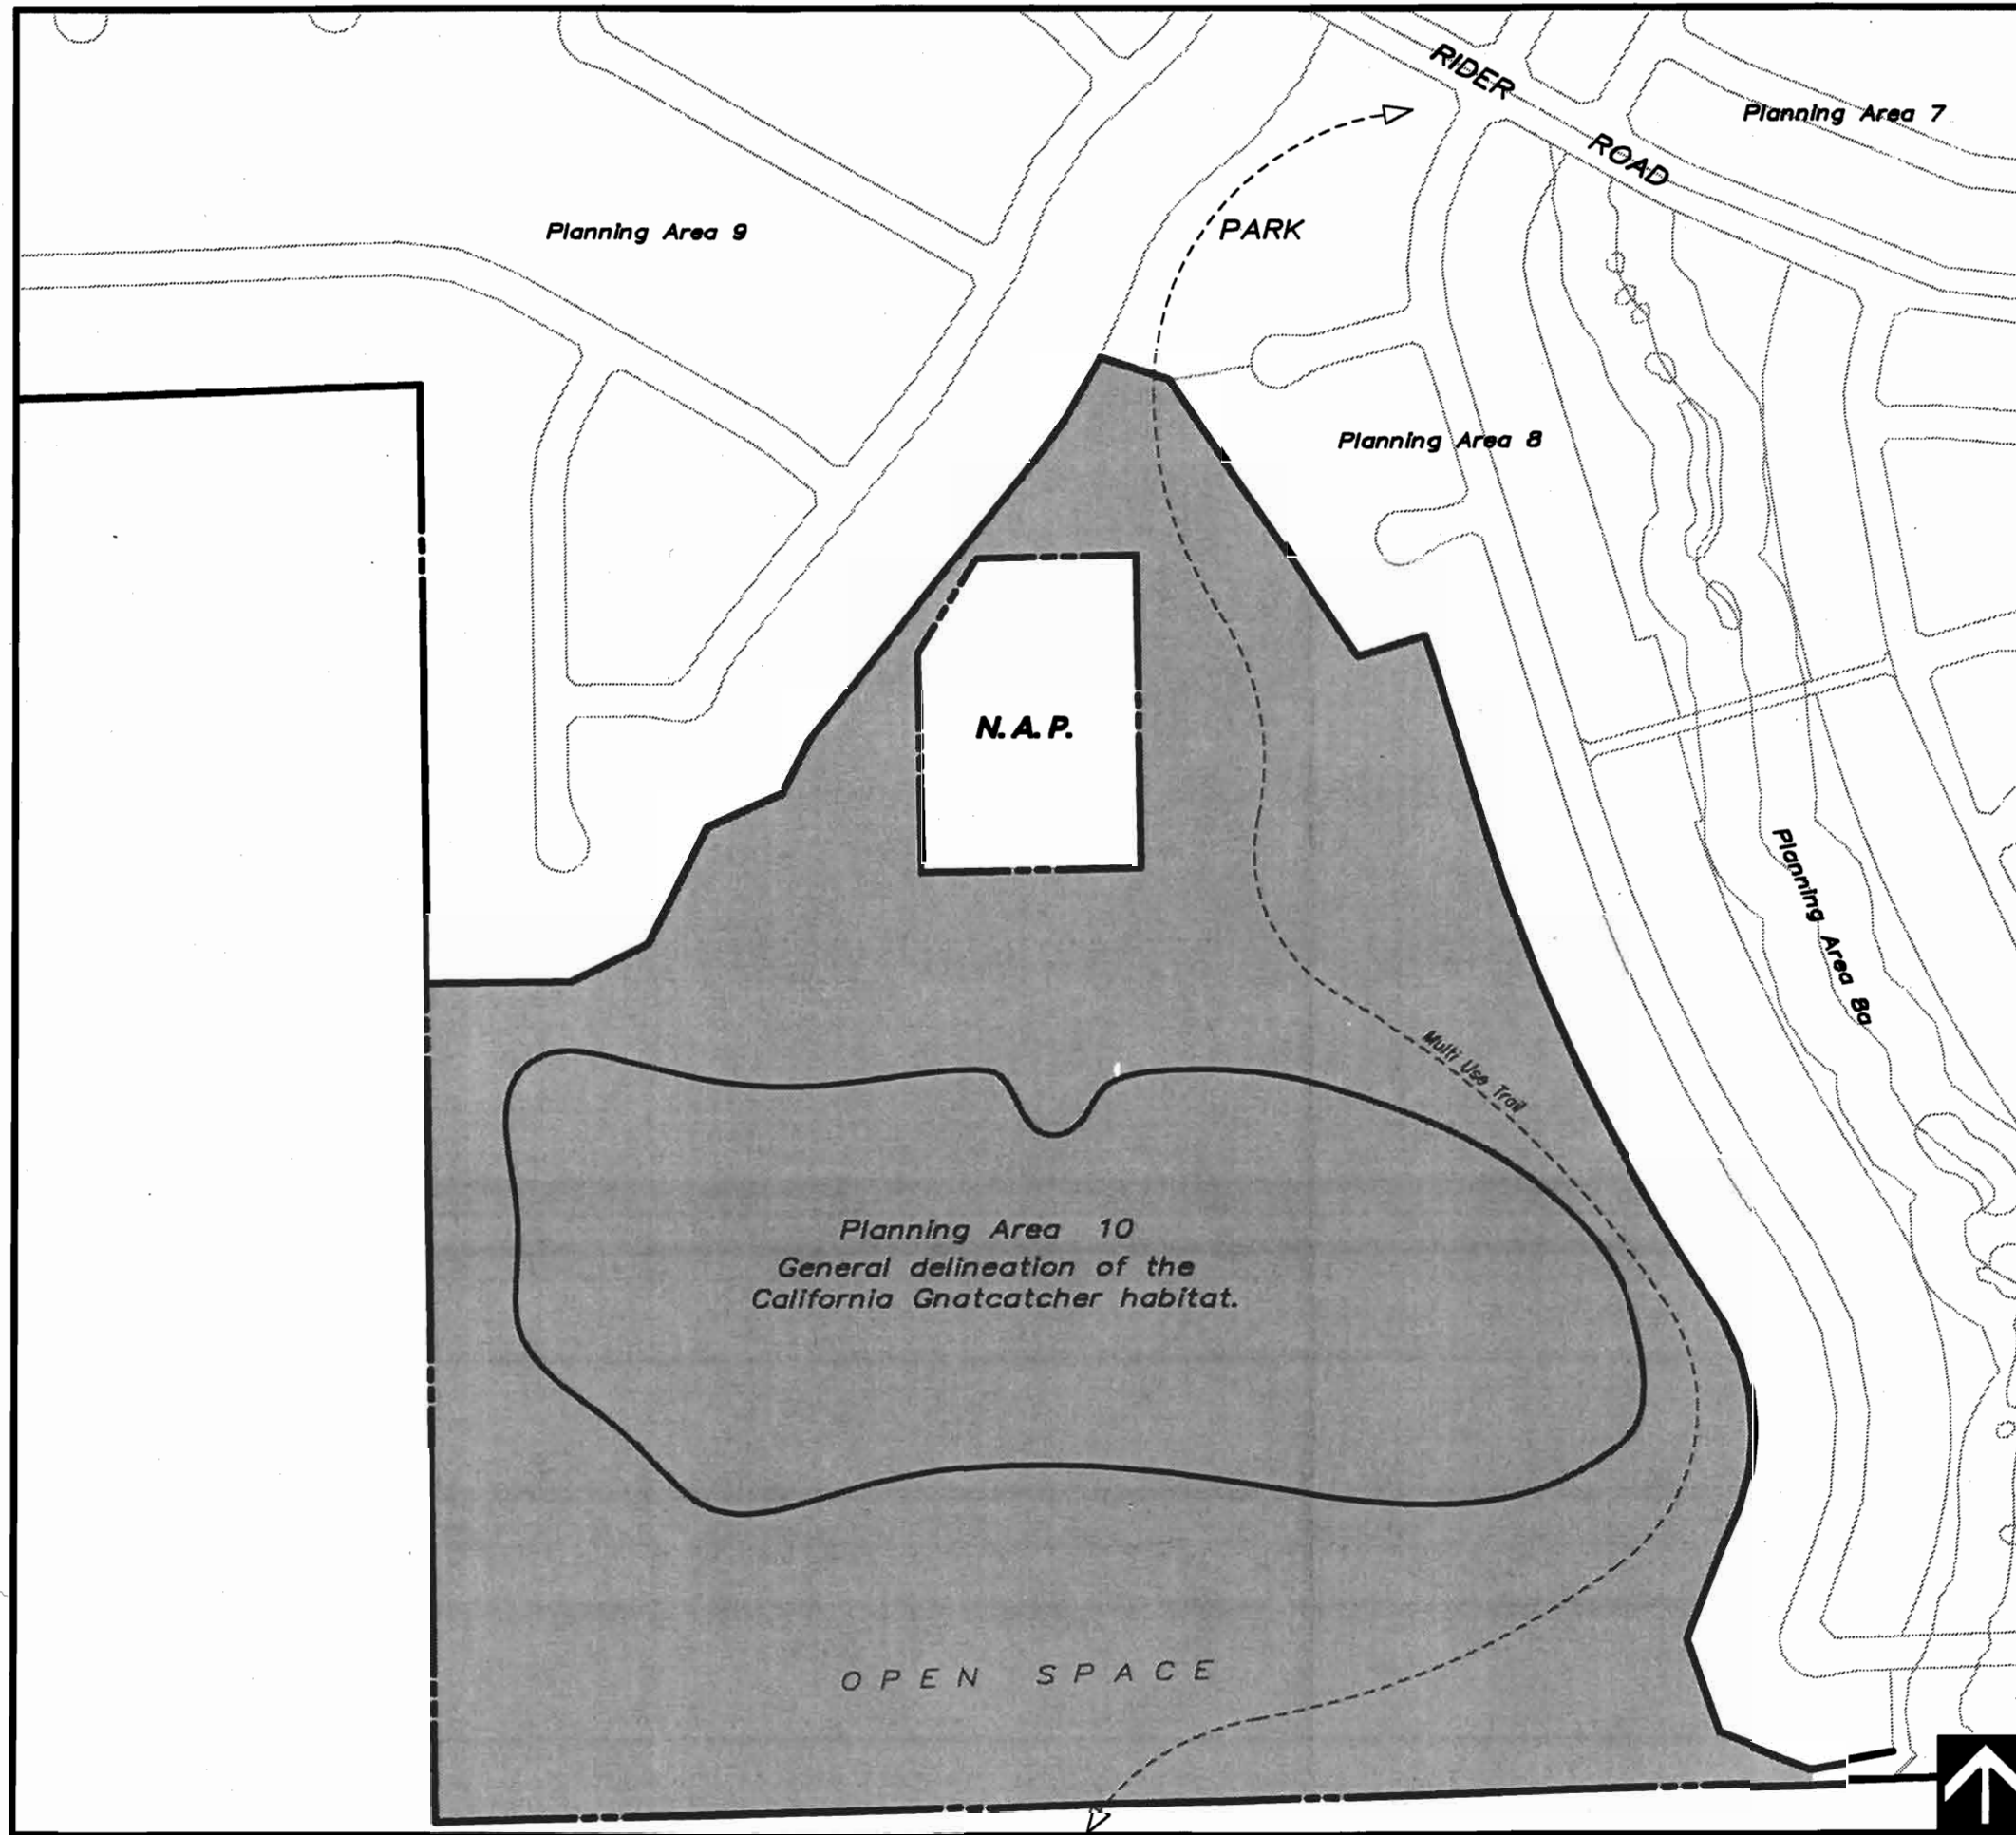 RIDER ROAD
Planning Area 7
Planning Area 9
PARK
Planning Area 8
N.A.P.
Planning Area 8a
Multi Use Trail
Planning Area 10
General delineation of the
California Gnatcatcher habitat.
OPEN SPACE